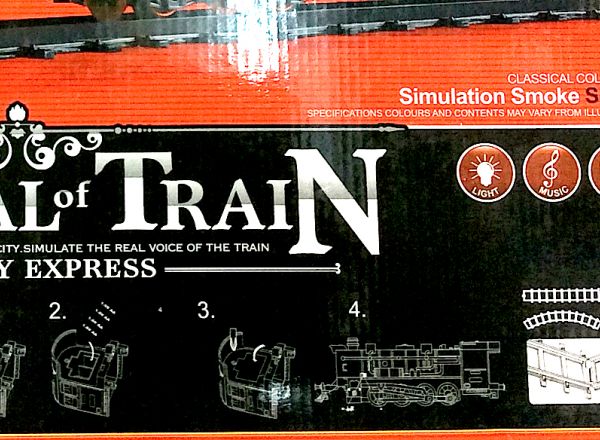 CLASSICAL COL
Simulation Smoke S
SPECIFICATIONS COLOURS AND CONTENTS MAY VARY FROM ILLU
AL of TRAIN
LIGHT
MUSIC
CITY.SIMULATE THE REAL VOICE OF THE TRAIN
Y EXPRESS
2.
3.
4.